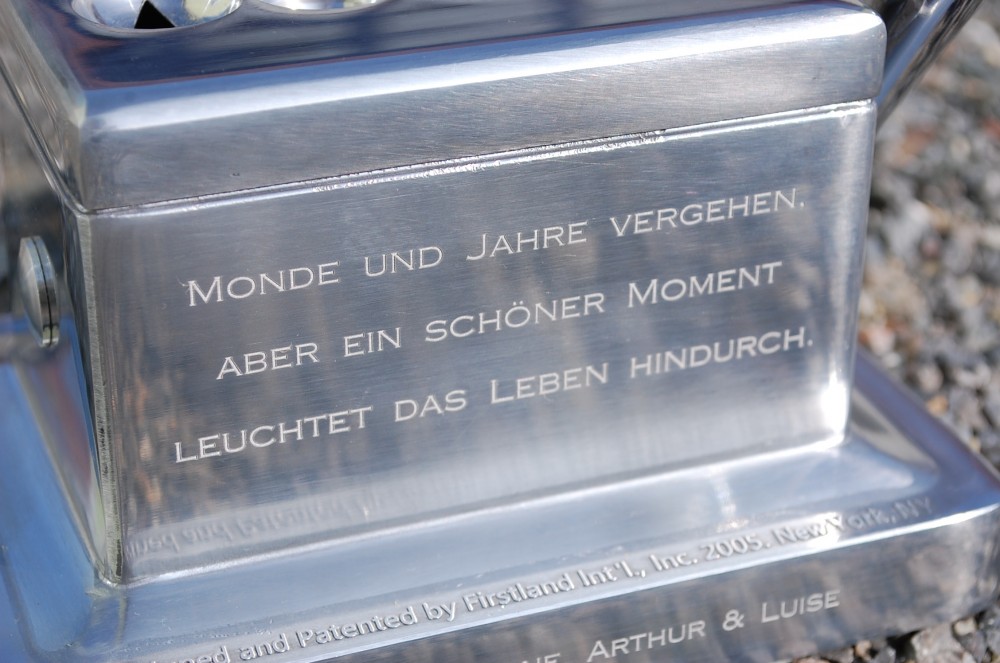 Monde und Jahre vergehen,
aber ein schöner Moment
leuchtet das Leben hindurch.
and Patented by Firstland Int'l., Inc. 2005. New York, NY
Arthur & Luise